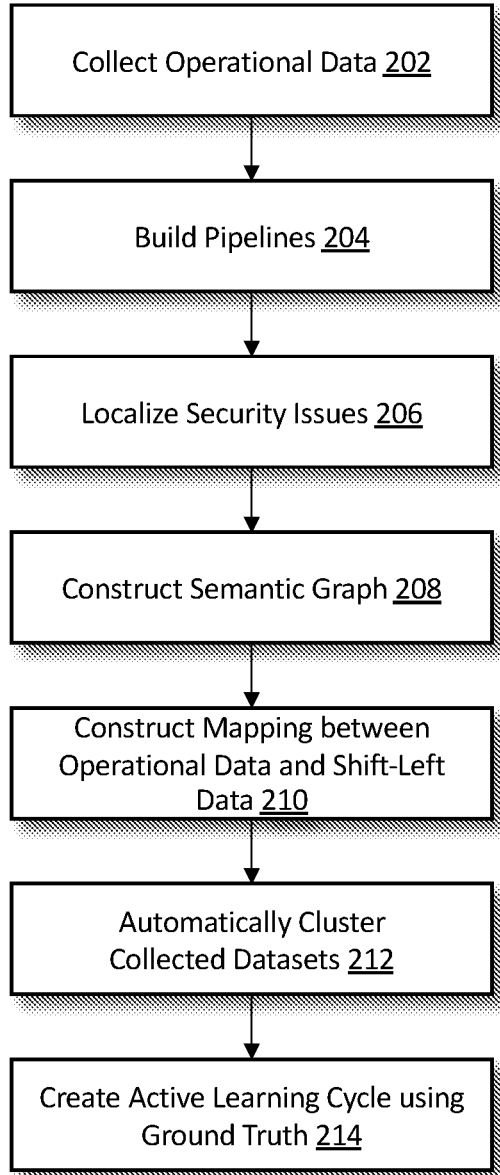 Collect Operational Data 202
Build Pipelines 204
Localize Security Issues 206
Construct Semantic Graph 208
Construct Mapping between
Operational Data and Shift-Left
Data 210
Automatically Cluster
Collected Datasets 212
Create Active Learning Cycle using
Ground Truth 214